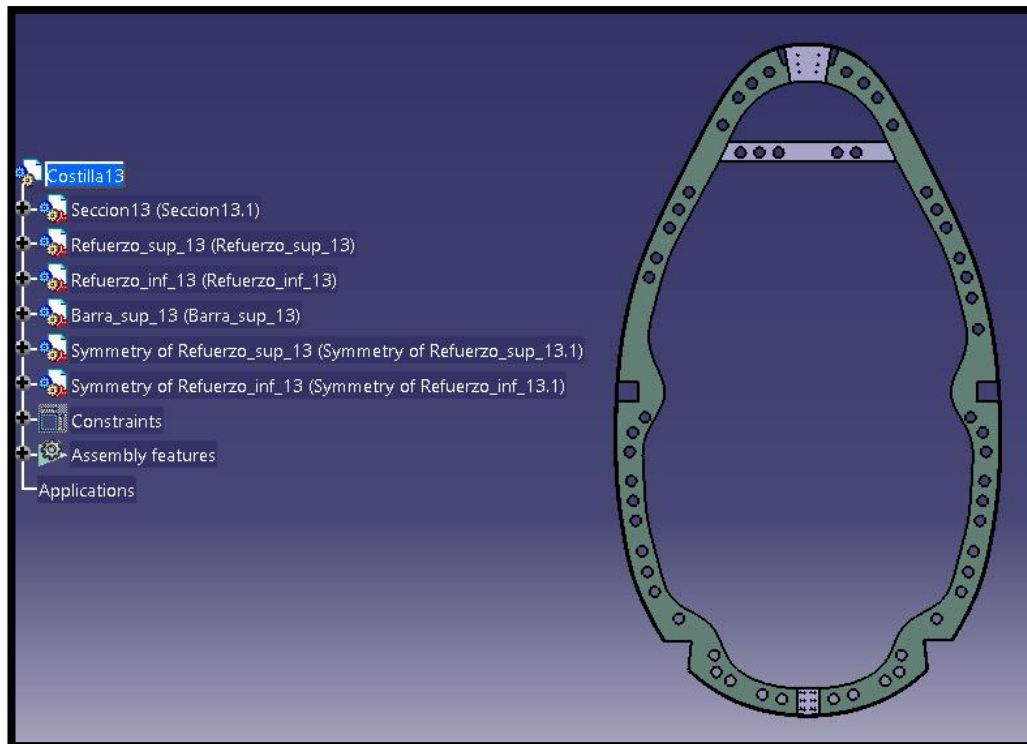 Costilla13
Seccion13 (Seccion13.1)
Refuerzo_sup_13 (Refuerzo_sup_13)
Refuerzo_inf_13 (Refuerzo_inf_13)
Barra_sup_13 (Barra_sup_13)
Symmetry of Refuerzo_sup_13 (Symmetry of Refuerzo_sup_13.1)
Symmetry of Refuerzo_inf_13 (Symmetry of Refuerzo_inf_13.1)
Constraints
Assembly features
Applications